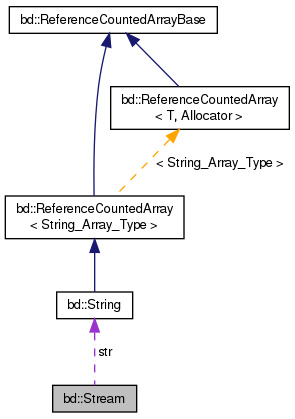 bd::ReferenceCountedArrayBase
bd::ReferenceCountedArray
< T, Allocator >
< String_Array_Type >
bd::ReferenceCountedArray
< String_Array_Type >
bd::String
str
bd::Stream